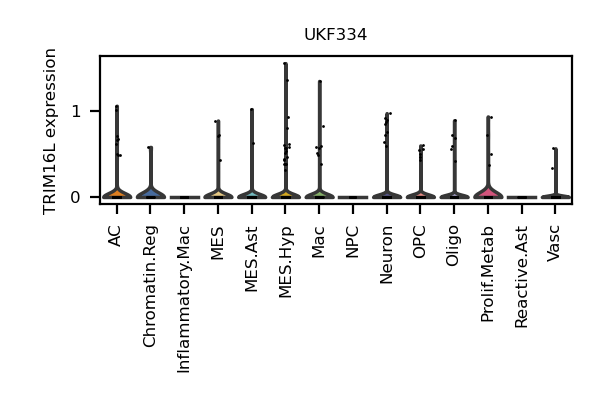 UKF334
TRIM16L expression
1
0
AC
Chromatin.Reg
Inflammatory.Mac
MES
MES.Ast
MES.Hyp
Mac
NPC
Neuron
OPC
Oligo
Prolif.Metab
Reactive.Ast
Vasc